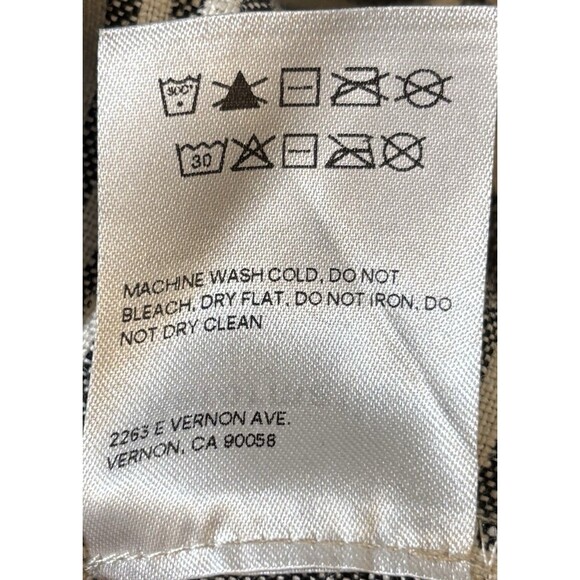 30C°
30
MACHINE WASH COLD, DO NOT
BLEACH, DRY FLAT, DO NOT IRON, DO
NOT DRY CLEAN
2263 E VERNON AVE.
VERNON, CA 90058